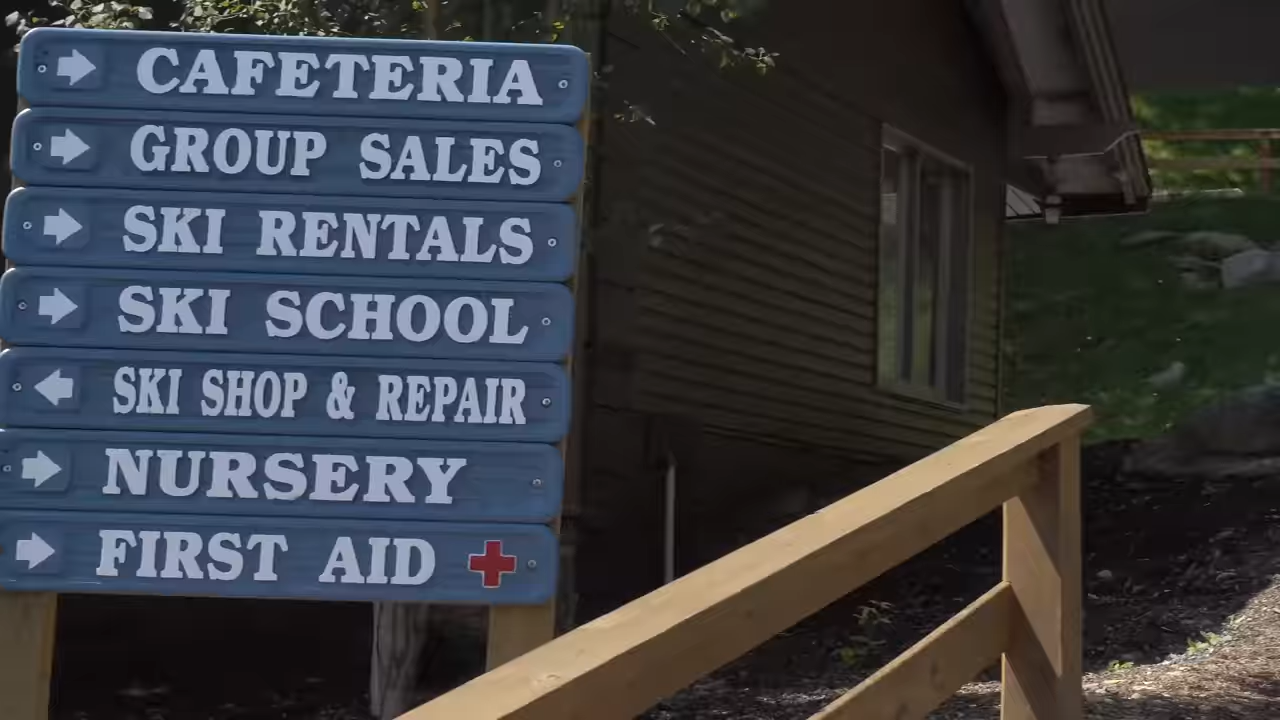 CAFETERIA
GROUP SALES
SKI RENTALS
SKI SCHOOL
SKI SHOP & REPAIR
NURSERY
FIRST AID